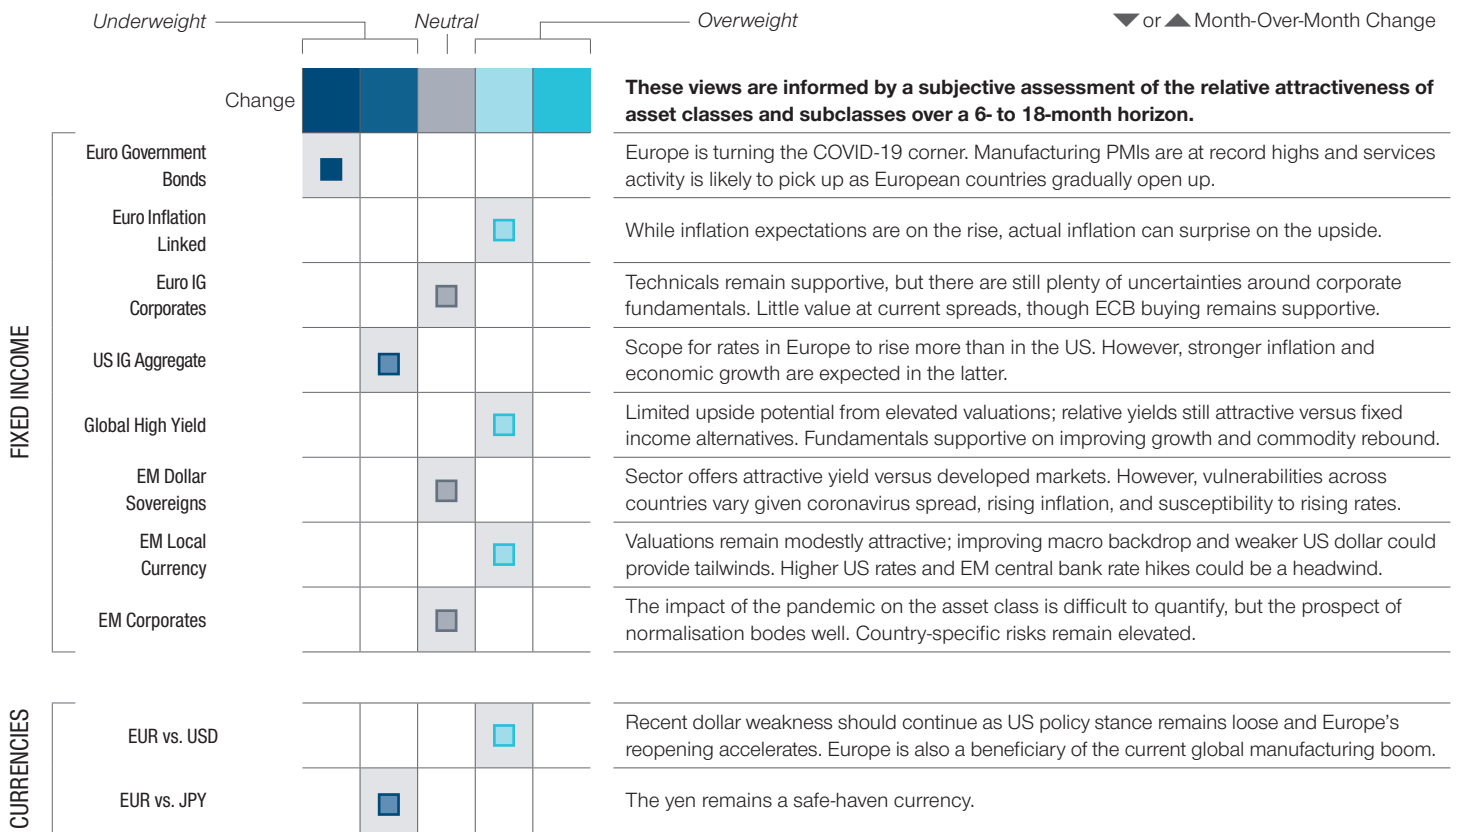 Underweight
Neutral
Overweight
▼ or ▲ Month-Over-Month Change
Change
These views are informed by a subjective assessment of the relative attractiveness of
asset classes and subclasses over a 6- to 18-month horizon.
FIXED INCOME
Euro Government
Bonds
Europe is turning the COVID-19 corner. Manufacturing PMIs are at record highs and services
activity is likely to pick up as European countries gradually open up.
Euro Inflation
Linked
While inflation expectations are on the rise, actual inflation can surprise on the upside.
Euro IG
Corporates
Technicals remain supportive, but there are still plenty of uncertainties around corporate
fundamentals. Little value at current spreads, though ECB buying remains supportive.
US IG Aggregate
Scope for rates in Europe to rise more than in the US. However, stronger inflation and
economic growth are expected in the latter.
Global High Yield
Limited upside potential from elevated valuations; relative yields still attractive versus fixed
income alternatives. Fundamentals supportive on improving growth and commodity rebound.
EM Dollar
Sovereigns
Sector offers attractive yield versus developed markets. However, vulnerabilities across
countries vary given coronavirus spread, rising inflation, and susceptibility to rising rates.
EM Local
Currency
Valuations remain modestly attractive; improving macro backdrop and weaker US dollar could
provide tailwinds. Higher US rates and EM central bank rate hikes could be a headwind.
EM Corporates
The impact of the pandemic on the asset class is difficult to quantify, but the prospect of
normalisation bodes well. Country-specific risks remain elevated.
CURRENCIES
EUR vs. USD
Recent dollar weakness should continue as US policy stance remains loose and Europe's
reopening accelerates. Europe is also a beneficiary of the current global manufacturing boom.
EUR vs. JPY
The yen remains a safe-haven currency.